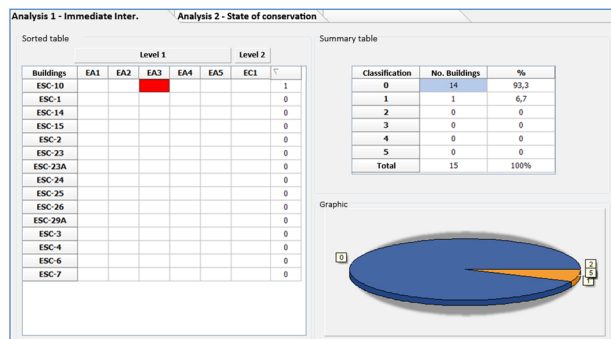 Analysis 1 - Immediate Inter. Analysis 2 - State of conservation
Sorted table
Level 1 Level 2
Buildings EA1 EA2 EA3 EA4 EA5 EC1
ESC-10 1
ESC-1 0
ESC-14 0
ESC-15 0
ESC-2 0
ESC-23 0
ESC-23A 0
ESC-24 0
ESC-25 0
ESC-26 0
ESC-29A 0
ESC-3 0
ESC-4 0
ESC-6 0
ESC-7 0
Summary table
Classification No. Buildings %
0 14 93,3
1 1 6,7
2 0 0
3 0 0
4 0 0
5 0 0
Total 15 100%
Graphic
0
2
5
1